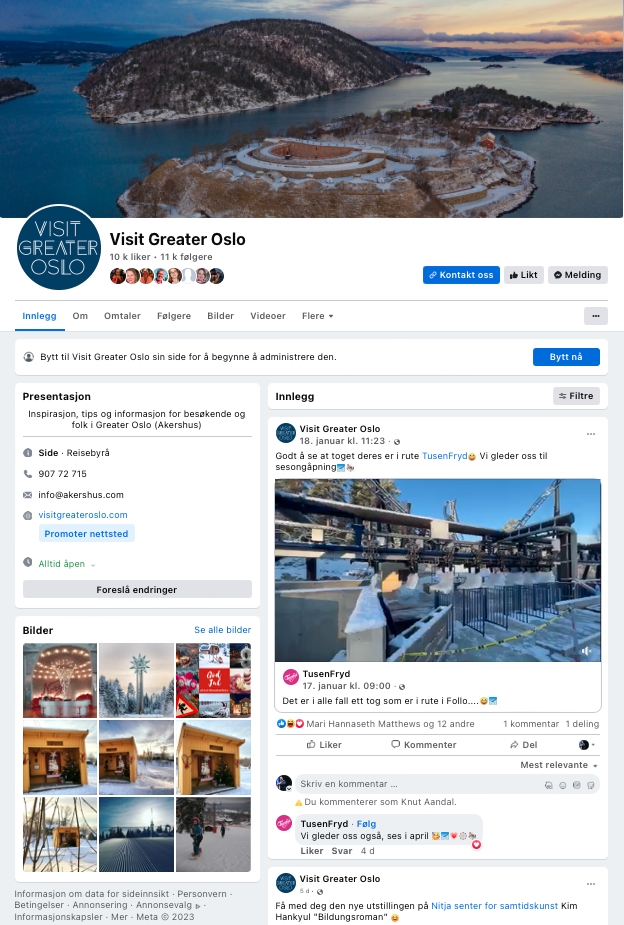 VISIT
GREATER
OSLO
Visit Greater Oslo
10 k liker · 11 k følgere
Kontakt oss
Likt
Melding
Innlegg
Om
Omtaler
Følgere
Bilder
Videoer
Flere
Bytt til Visit Greater Oslo sin side for å begynne å administrere den.
Bytt nå
Presentasjon
Inspirasjon, tips og informasjon for besøkende og
folk i Greater Oslo (Akershus)
Side · Reisebyrå
907 72 715
info@akershus.com
visitgreateroslo.com
Promoter nettsted
Alltid åpen
Foreslå endringer
Bilder
Se alle bilder
God
Jul
Informasjon om data for sideinnsikt · Personvern ·
Betingelser · Annonsering · Annonsevalg ·
Informasjonskapsler · Mer · Meta © 2023
Innlegg
Filtre
Visit Greater Oslo
18. januar kl. 11:23 ·
Godt å se at toget deres er i rute TusenFryd😄 Vi gleder oss til
sesongåpning🎢
TusenFryd
17. januar kl. 09:00 ·
Det er i alle fall ett tog som er i rute i Follo....😄
Mari Hannaseth Matthews og 12 andre
1 kommentar 1 deling
Liker
Kommenter
Del
Mest relevante
Skriv en kommentar ...
Du kommenterer som Knut Aandal.
TusenFryd · Følg
Vi gleder oss også, ses i april
Liker Svar 4 d
Visit Greater Oslo
5 d ·
Få med deg den nye utstillingen på Nitja senter for samtidskunst Kim
Hankyul "Bildungsroman"